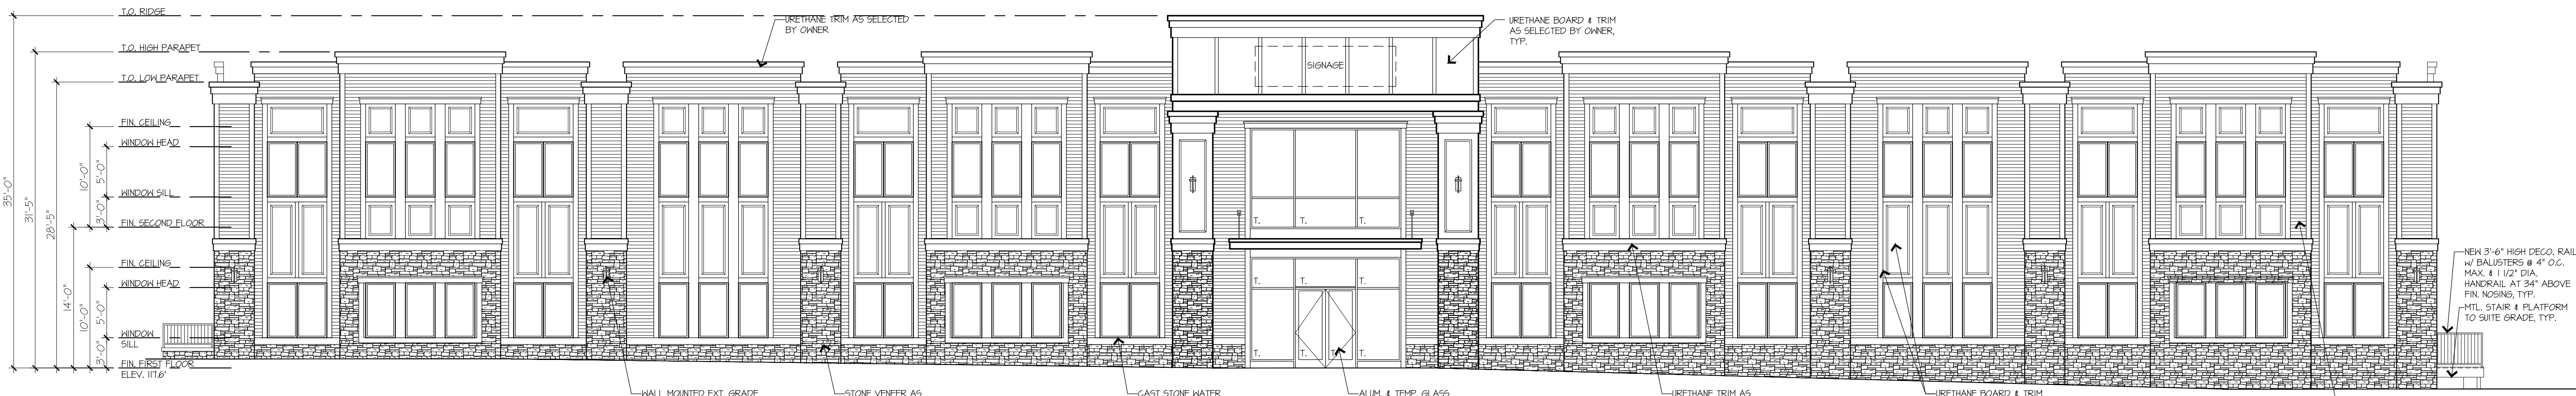 T.O. RIDGE
T.O. HIGH PARAPET
T.O. LOW PARAPET
FIN. CEILING
WINDOW HEAD
WINDOW SILL
FIN. SECOND FLOOR
FIN. CEILING
WINDOW HEAD
WINDOW
SILL
FIN. FIRST FLOOR
ELEV. 117.6'
35'-0"
31'-5"
28'-5"
14'-0"
10'-0"
5'-0"
3'-0"
10'-0"
5'-0"
3'-0"
URETHANE TRIM AS SELECTED
BY OWNER
SIGNAGE
URETHANE BOARD & TRIM
AS SELECTED BY OWNER,
TYP.
T. T. T.
T. T. T.
T. T. T. T.
NEW 3'-6" HIGH DECO. RAIL
W/ BALUSTERS @ 4" O.C.
MAX. & 1 1/2" DIA.
HANDRAIL AT 34" ABOVE
FIN. NOSING, TYP.
MTL. STAIR & PLATFORM
TO SUITE GRADE, TYP.
WALL MOUNTED EXT. GRADE
STONE VENEER AS
CAST STONE WATER
ALUM. & TEMP. GLASS
URETHANE TRIM AS
URETHANE BOARD & TRIM